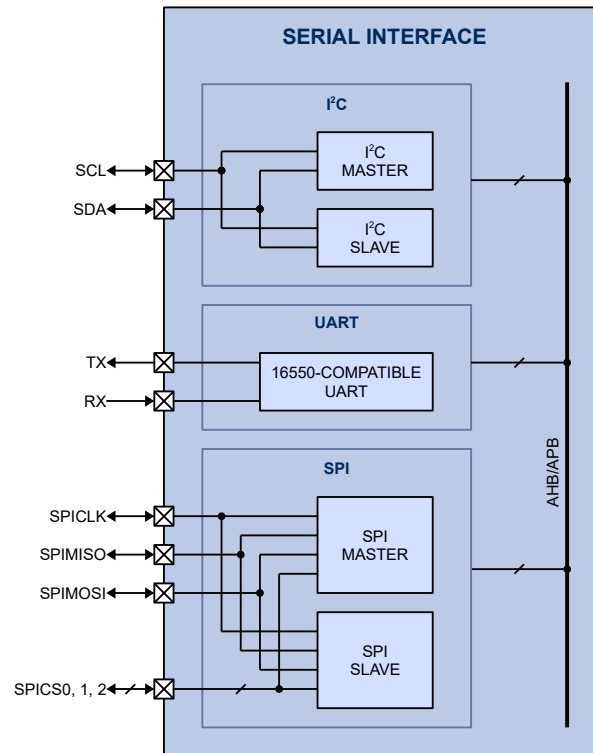 SERIAL INTERFACE
I²C
SCL
SDA
I²C
MASTER
I²C
SLAVE
UART
TX
RX
16550-COMPATIBLE
UART
AHB/APB
SPI
SPICLK
SPIMISO
SPIMOSI
SPICS0, 1, 2
SPI
MASTER
SPI
SLAVE